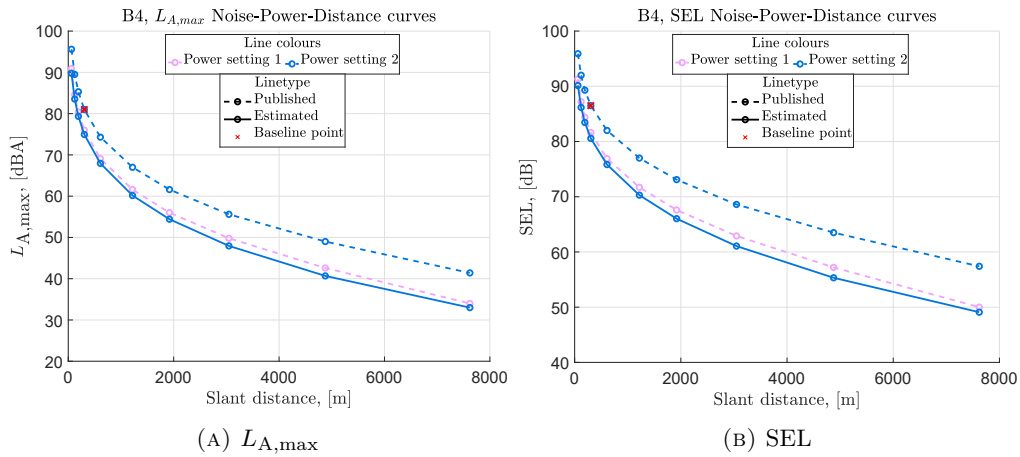 B4, L_{A,max} Noise-Power-Distance curves
Line colours
Power setting 1 Power setting 2
Linetype
Published
Estimated
Baseline point
L_{A,max}, [dBA]
100
90
80
70
60
50
40
30
20
0 2000 4000 6000 8000
Slant distance, [m]
(A) L_{A,max}
B4, SEL Noise-Power-Distance curves
Line colours
Power setting 1 Power setting 2
Linetype
Published
Estimated
Baseline point
SEL, [dB]
100
90
80
70
60
50
40
0 2000 4000 6000 8000
Slant distance, [m]
(B) SEL